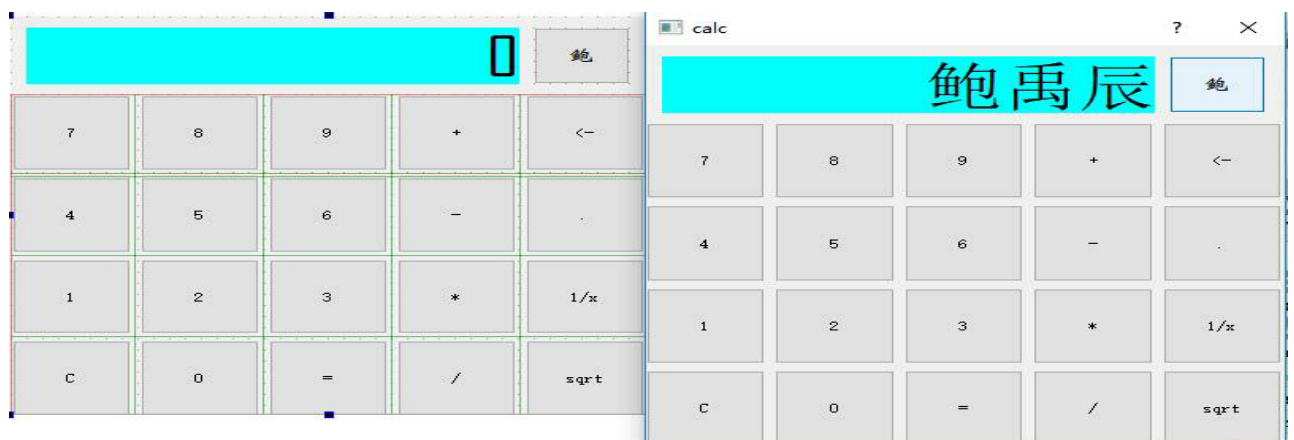 0 鲍
7 8 9 + <-
4 5 6 - .
1 2 3 * 1/x
C 0 = / sqrt
calc ? ×
鲍禹辰 鲍
7 8 9 + <-
4 5 6 - .
1 2 3 * 1/x
C 0 = / sqrt